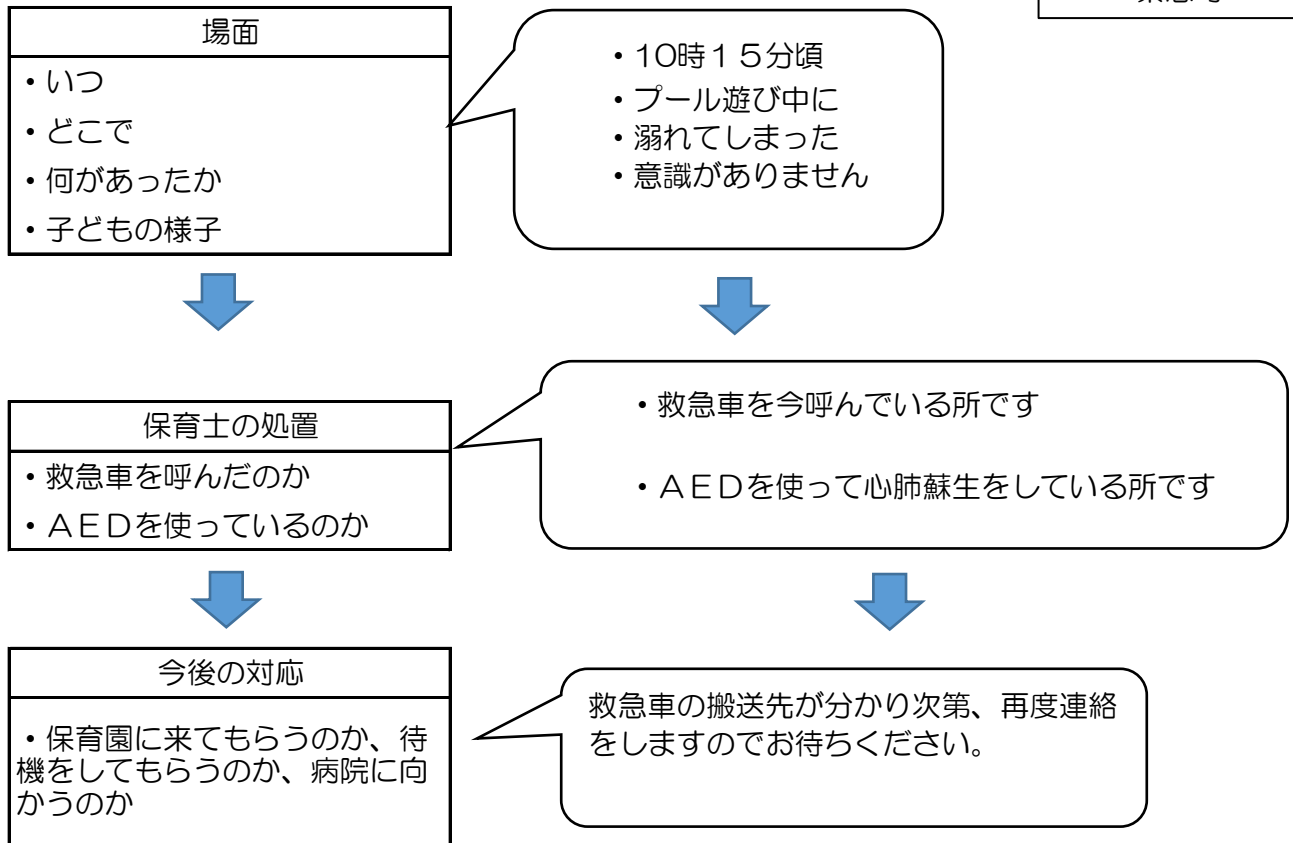 場面
・いつ
・どこで
・何があったか
・子どもの様子
・10時１５分頃
・プール遊び中に
・溺れてしまった
・意識がありません
保育士の処置
・救急車を呼んだのか
・ＡＥＤを使っているのか
・救急車を今呼んでいる所です
・ＡＥＤを使って心肺蘇生をしている所です
今後の対応
・保育園に来てもらうのか、待
機をしてもらうのか、病院に向
かうのか
救急車の搬送先が分かり次第、再度連絡
をしますのでお待ちください。